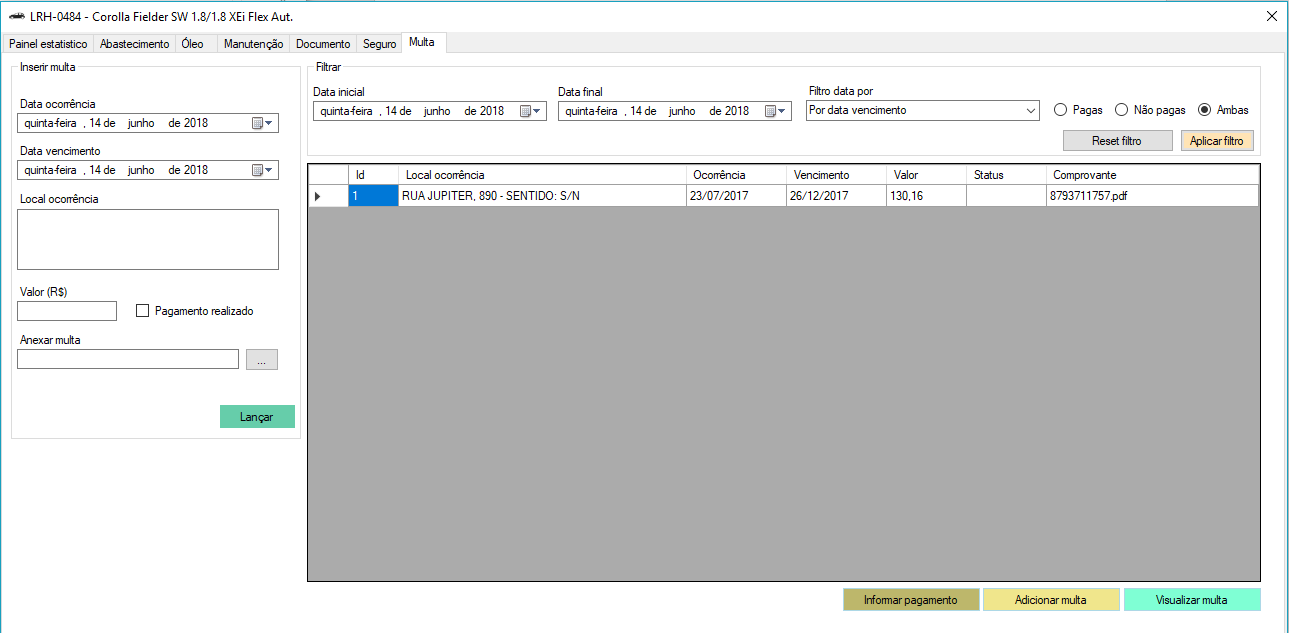 LRH-0484 - Corolla Fielder SW 1.8/1.8 XEi Flex Aut.
Painel estatistico Abastecimento Óleo Manutenção Documento Seguro Multa
Inserir multa
Data ocorrência
quinta-feira , 14 de junho de 2018
Data vencimento
quinta-feira , 14 de junho de 2018
Local ocorrência
Valor (R$)
Pagamento realizado
Anexar multa
...
Lançar
Filtrar
Data inicial Data final Filtro data por
quinta-feira , 14 de junho de 2018 quinta-feira , 14 de junho de 2018 Por data vencimento Pagas Não pagas Ambas
Reset filtro Aplicar filtro
Id Local ocorrência Ocorrência Vencimento Valor Status Comprovante
1 RUA JUPITER, 890 - SENTIDO: S/N 23/07/2017 26/12/2017 130,16 8793711757.pdf
Informar pagamento Adicionar multa Visualizar multa